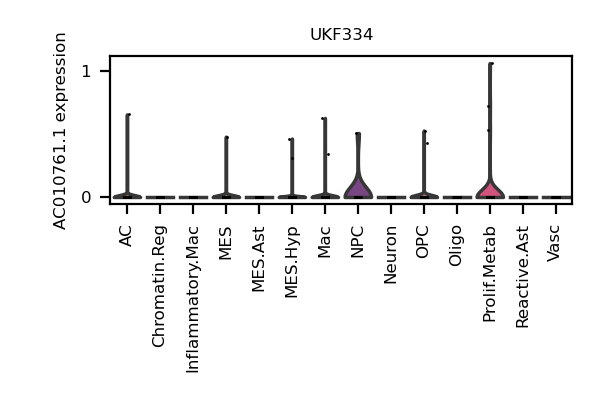 UKF334
AC010761.1 expression
1
0
AC
Chromatin.Reg
Inflammatory.Mac
MES
MES.Ast
MES.Hyp
Mac
NPC
Neuron
OPC
Oligo
Prolif.Metab
Reactive.Ast
Vasc